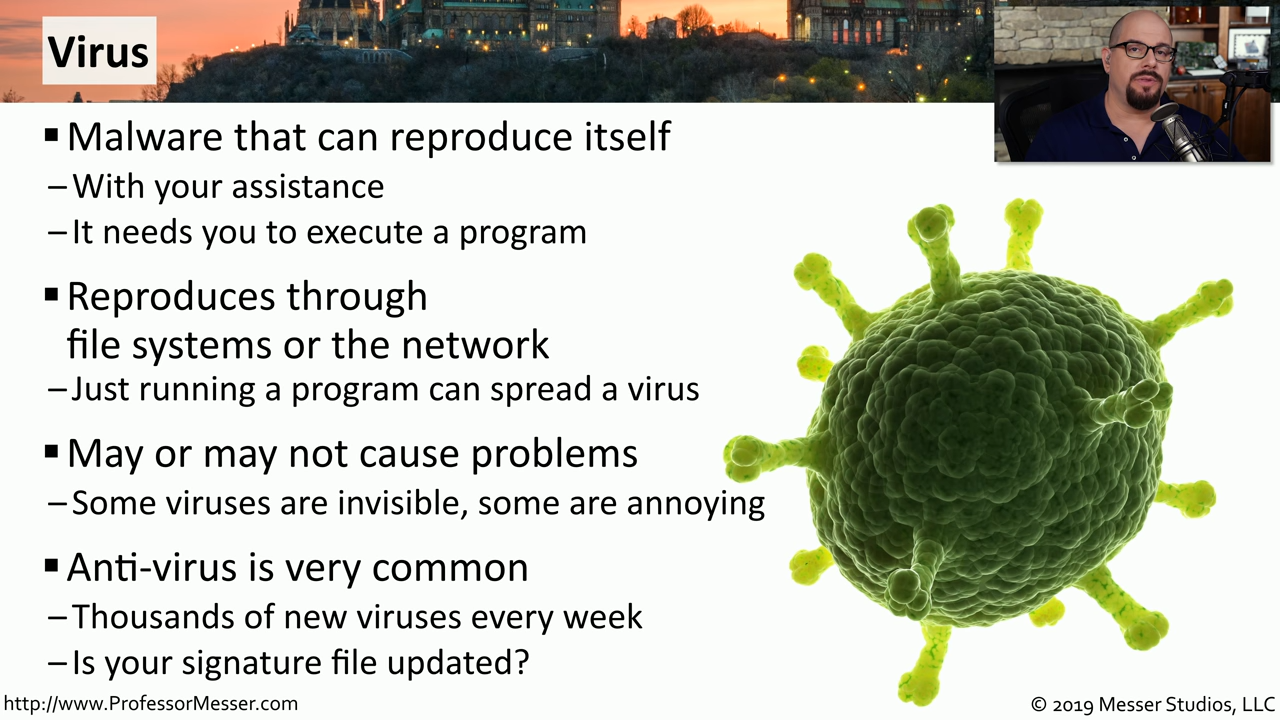 Virus
▪ Malware that can reproduce itself
– With your assistance
– It needs you to execute a program
▪ Reproduces through
file systems or the network
– Just running a program can spread a virus
▪ May or may not cause problems
– Some viruses are invisible, some are annoying
▪ Anti-virus is very common
– Thousands of new viruses every week
– Is your signature file updated?
http://www.ProfessorMesser.com
© 2019 Messer Studios, LLC